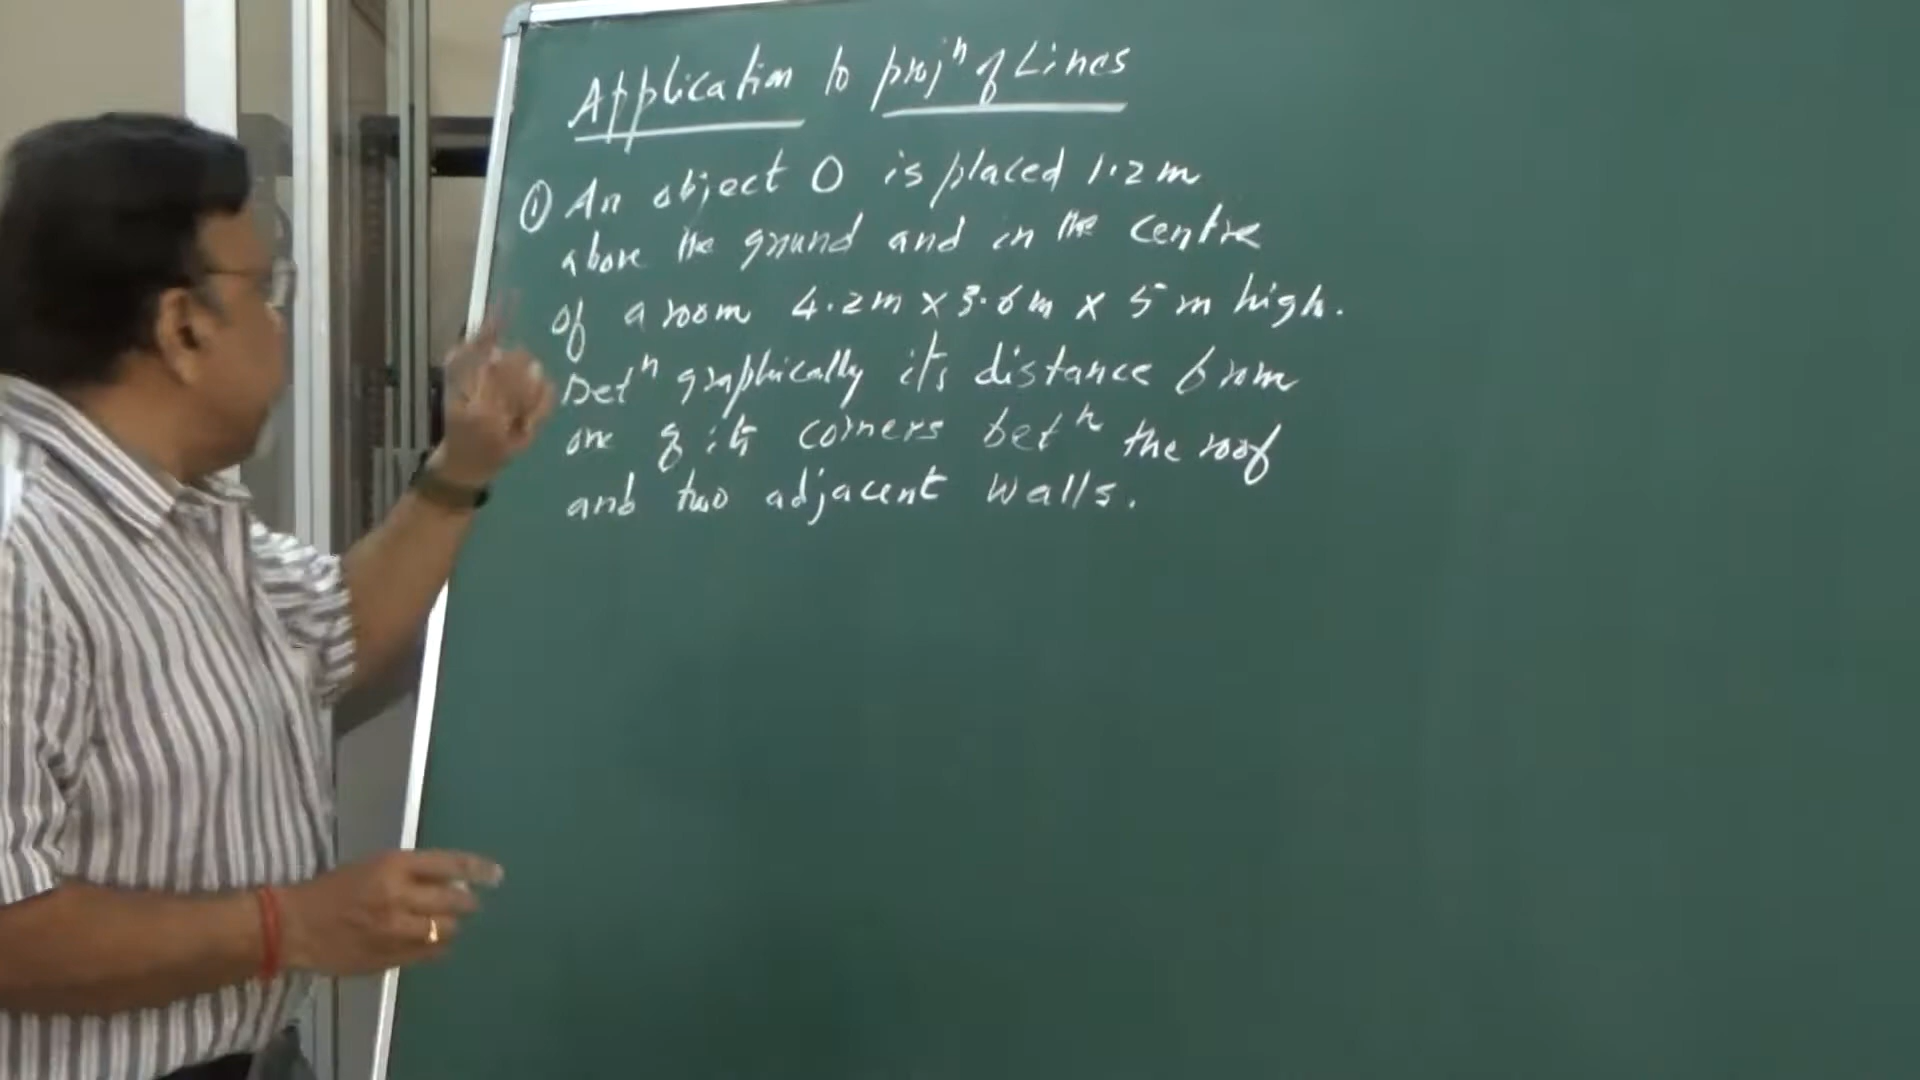 Application to projⁿ of Lines
① An object O is placed 1.2m
above the ground and in the centre
of a room 4.2m x 3.6m x 5m high.
Detⁿ graphically its distance from
one of its corners betⁿ the roof
and two adjacent walls.